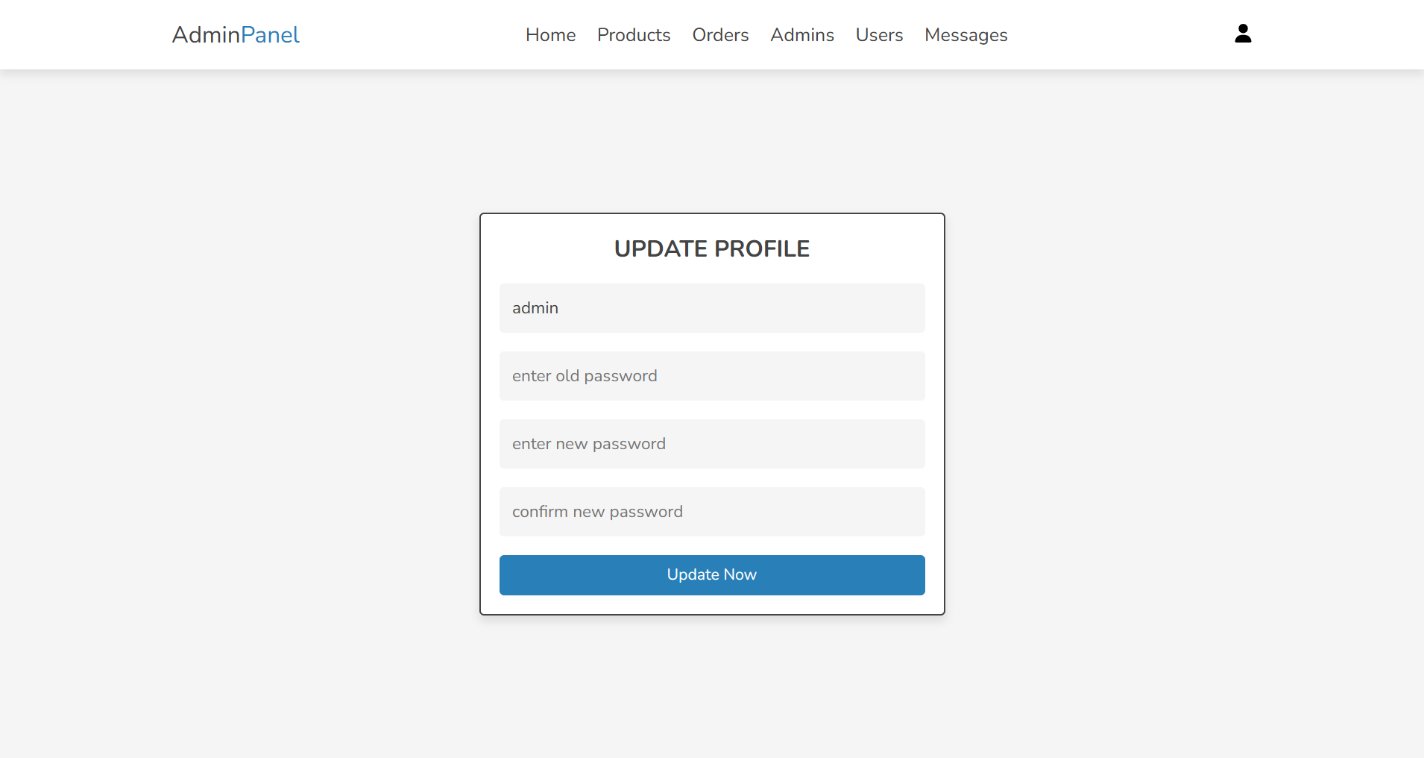 AdminPanel Home Products Orders Admins Users Messages
UPDATE PROFILE
admin
enter old password
enter new password
confirm new password
Update Now